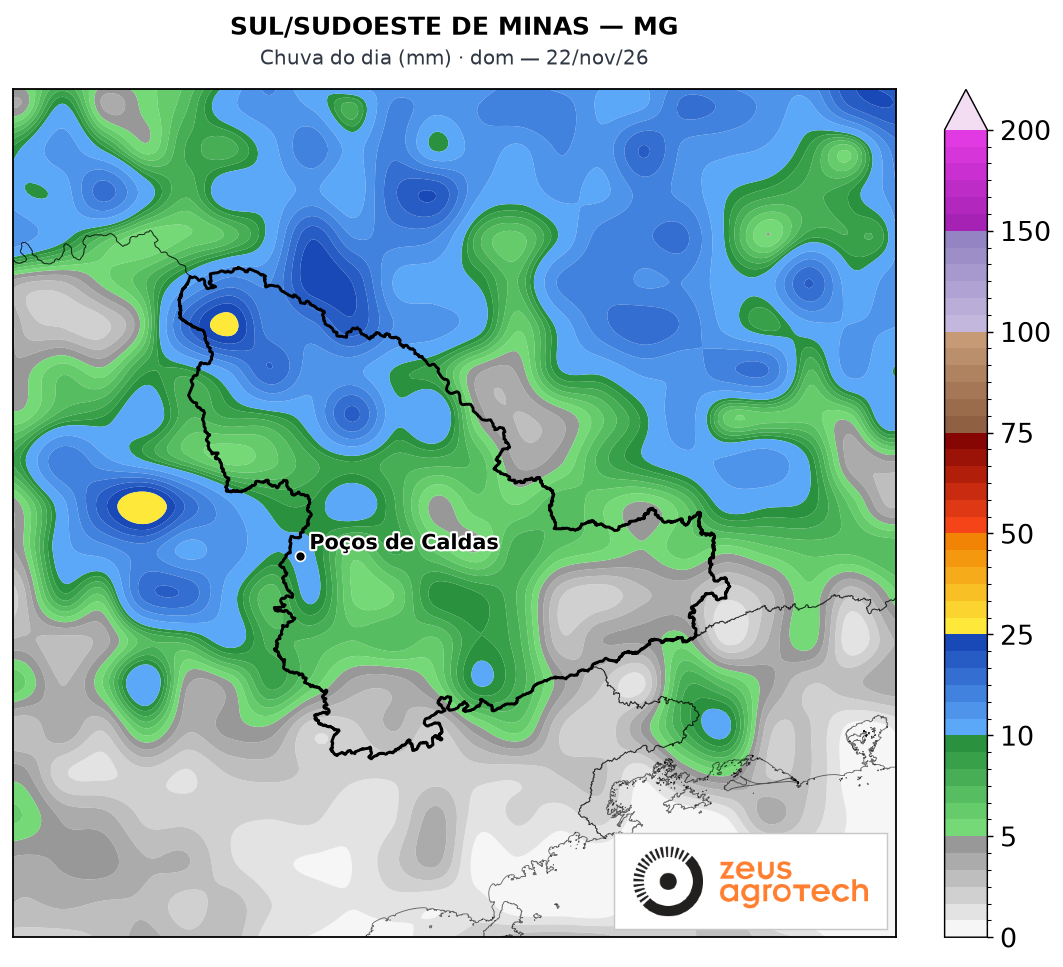 SUL/SUDOESTE DE MINAS — MG
Chuva do dia (mm) · dom — 22/nov/26
200
150
100
75
50
25
10
5
0
Poços de Caldas
zeus
agrotech